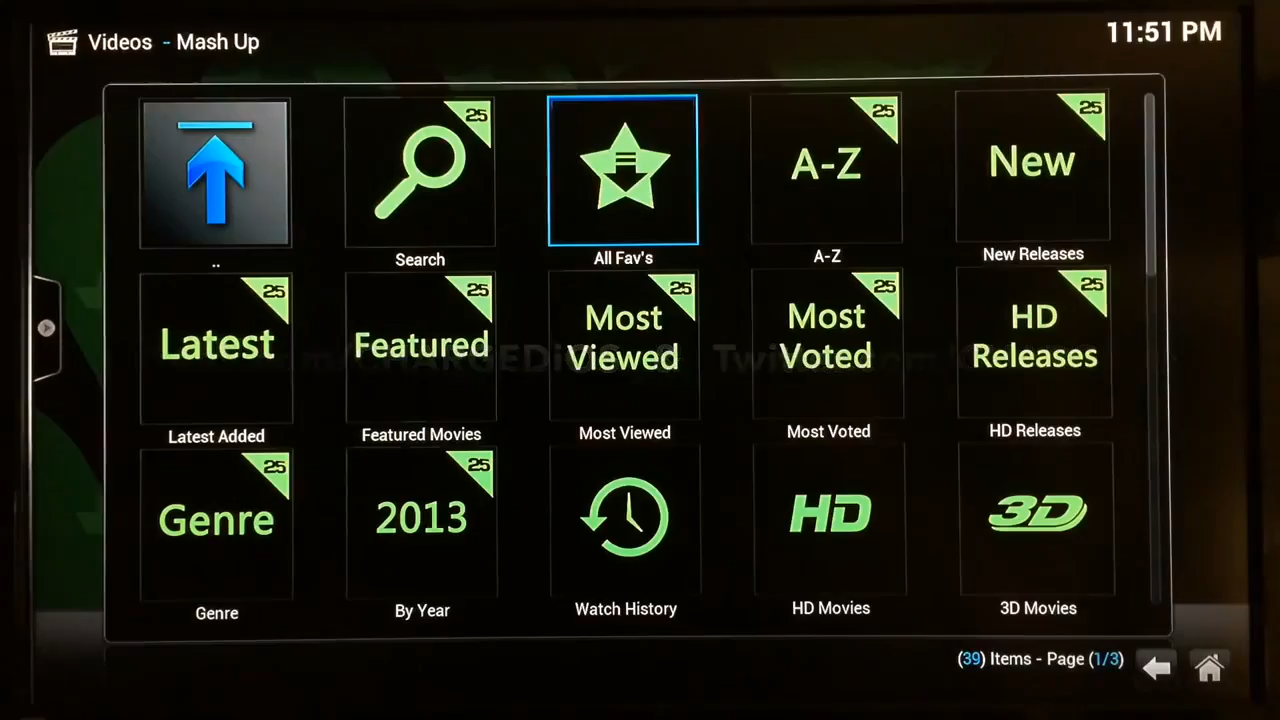 Videos - Mash Up
11:51 PM
25
25
25
A-Z
New
..
Search
All Fav's
A-Z
New Releases
25
25
25
25
25
Latest
Featured
Most
Viewed
Most
Voted
HD
Releases
Latest Added
Featured Movies
Most Viewed
Most Voted
HD Releases
25
25
Genre
2013
HD
3D
Genre
By Year
Watch History
HD Movies
3D Movies
(39) Items - Page (1/3)